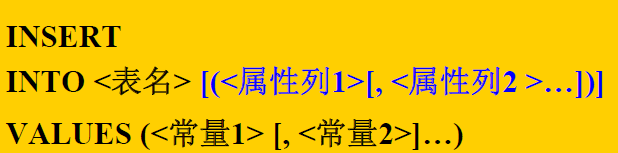 INSERT
INTO <表名> [(<属性列1>[, <属性列2 >…])]
VALUES (<常量1> [, <常量2>]…)